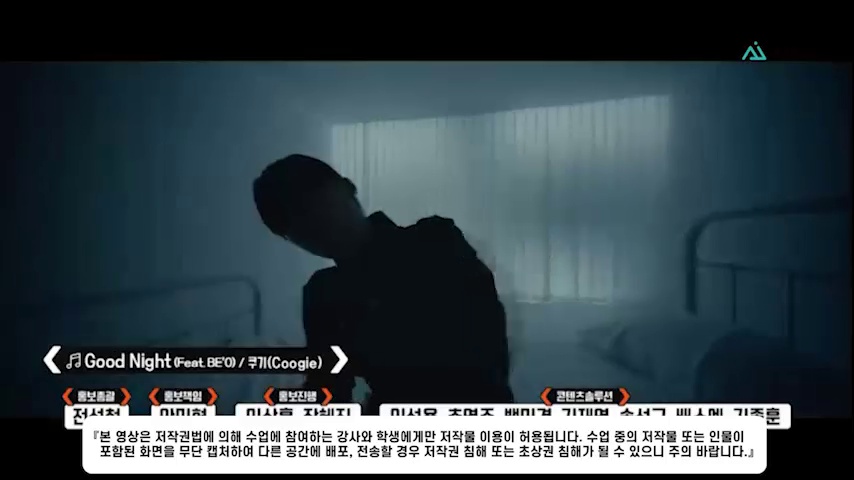 Good Night (Feat. BE'O) / 쿠기(Coogie)
홍보총괄 홍보책임 홍보진행 콘텐츠솔루션
『본 영상은 저작권법에 의해 수업에 참여하는 강사와 학생에게만 저작물 이용이 허용됩니다. 수업 중의 저작물 또는 인물이
포함된 화면을 무단 캡처하여 다른 공간에 배포, 전송할 경우 저작권 침해 또는 초상권 침해가 될 수 있으니 주의 바랍니다.』